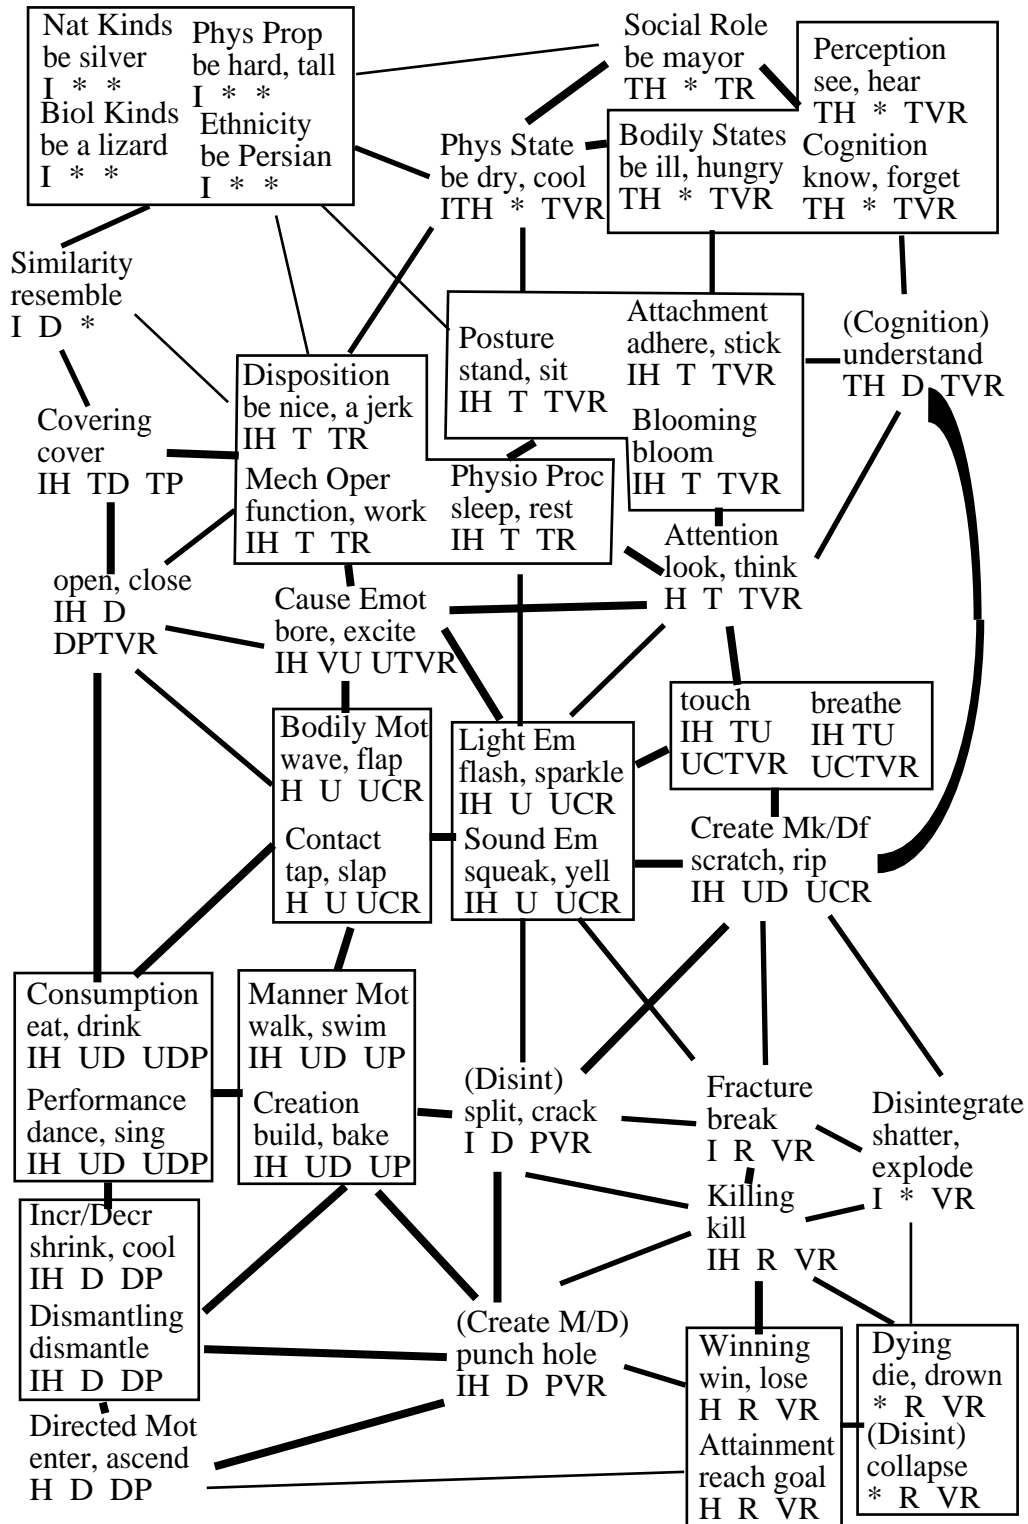 Nat Kinds
be silver
I * *
Biol Kinds
be a lizard
I * *
Phys Prop
be hard, tall
I * *
Ethnicity
be Persian
I * *
Social Role
be mayor
TH * TR
Perception
see, hear
TH * TVR
Cognition
know, forget
TH * TVR
Bodily States
be ill, hungry
TH * TVR
Phys State
be dry, cool
ITH * TVR
Similarity
resemble
I D *
Posture
stand, sit
IH T TVR
Attachment
adhere, stick
IH T TVR
Blooming
bloom
IH T TVR
(Cognition)
understand
TH D TVR
Covering
cover
IH TD TP
Disposition
be nice, a jerk
IH T TR
Mech Oper
function, work
IH T TR
Physio Proc
sleep, rest
IH T TR
Attention
look, think
H T TVR
open, close
IH D
DPTVR
Cause Emot
bore, excite
IH VU UTVR
Bodily Mot
wave, flap
H U UCR
Contact
tap, slap
H U UCR
Light Em
flash, sparkle
IH U UCR
Sound Em
squeak, yell
IH U UCR
touch
IH TU
UCTVR
breathe
IH TU
UCTVR
Create Mk/Df
scratch, rip
IH UD UCR
Consumption
eat, drink
IH UD UDP
Performance
dance, sing
IH UD UDP
Manner Mot
walk, swim
IH UD UP
Creation
build, bake
IH UD UP
(Disint)
split, crack
I D PVR
Fracture
break
I R VR
Disintegrate
shatter,
explode
I * VR
Killing
kill
IH R VR
Incr/Decr
shrink, cool
IH D DP
Dismantling
dismantle
IH D DP
(Create M/D)
punch hole
IH D PVR
Winning
win, lose
H R VR
Attainment
reach goal
H R VR
Dying
die, drown
* R VR
(Disint)
collapse
* R VR
Directed Mot
enter, ascend
H D DP